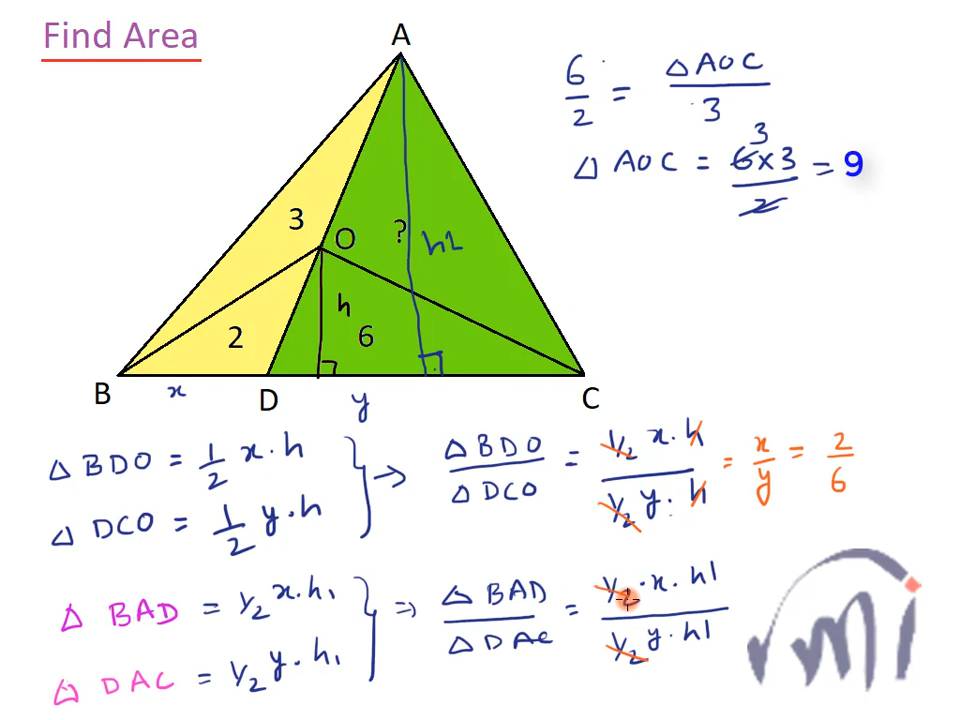 Find Area
A
3
O
?
h1
h
2
6
B
x
D
y
C
6/2 = △AOC/3
△ AOC = 6×3/2 = 9
3
△ BDO = 1/2 x · h
△ DCO = 1/2 y · h
△ BDO/△ DCO = 1/2 x · h/1/2 y · h = x/y = 2/6
△ BAD = 1/2 x · h1
△ DAC = 1/2 y · h1
⇒ △ BAD/△ DAC = 1/2 · x · h1/1/2 y · h1